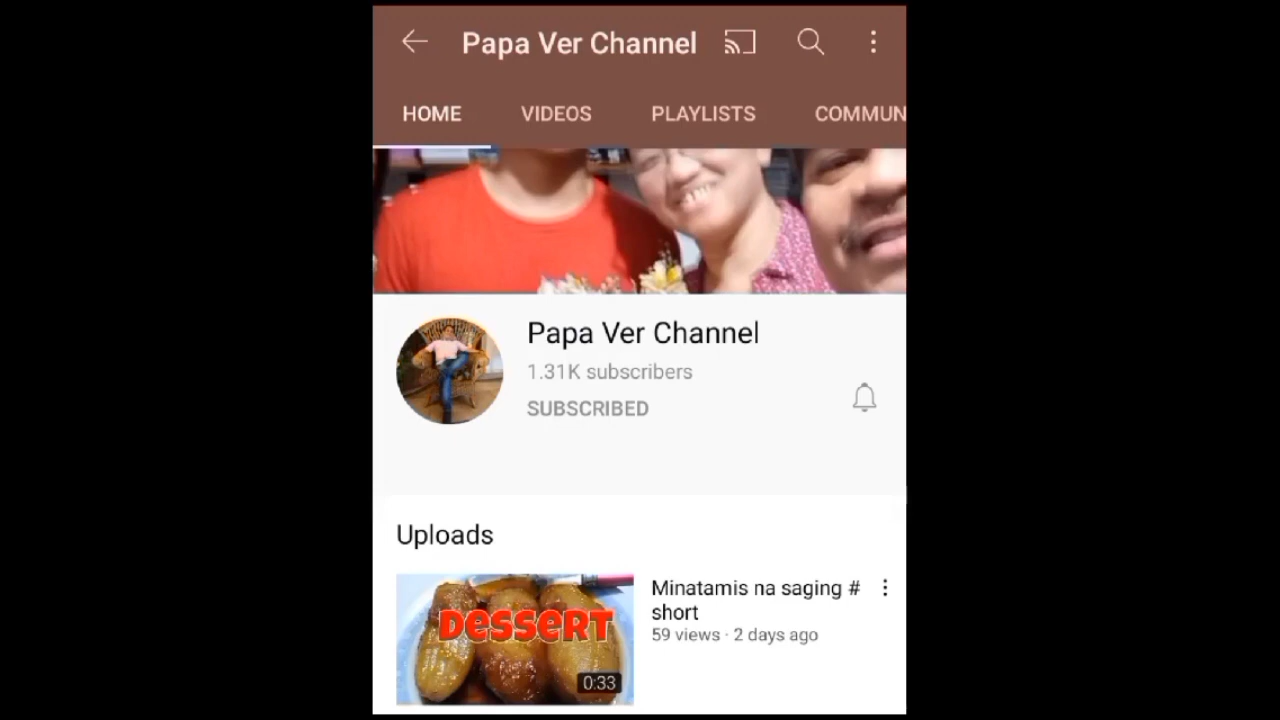 Papa Ver Channel
HOME VIDEOS PLAYLISTS COMMUN
Papa Ver Channel
1.31K subscribers
SUBSCRIBED
Uploads
DESSERT
0:33
Minatamis na saging #
short
59 views · 2 days ago